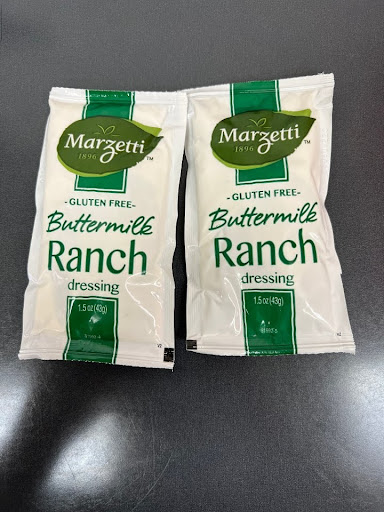 Marzetti
1896
™
- GLUTEN FREE-
Buttermilk
RANCH
dressing
1.5 oz (43g)
V2
Marzetti
1896
™
- GLUTEN FREE-
Buttermilk
RANCH
dressing
1.5 oz (43g)